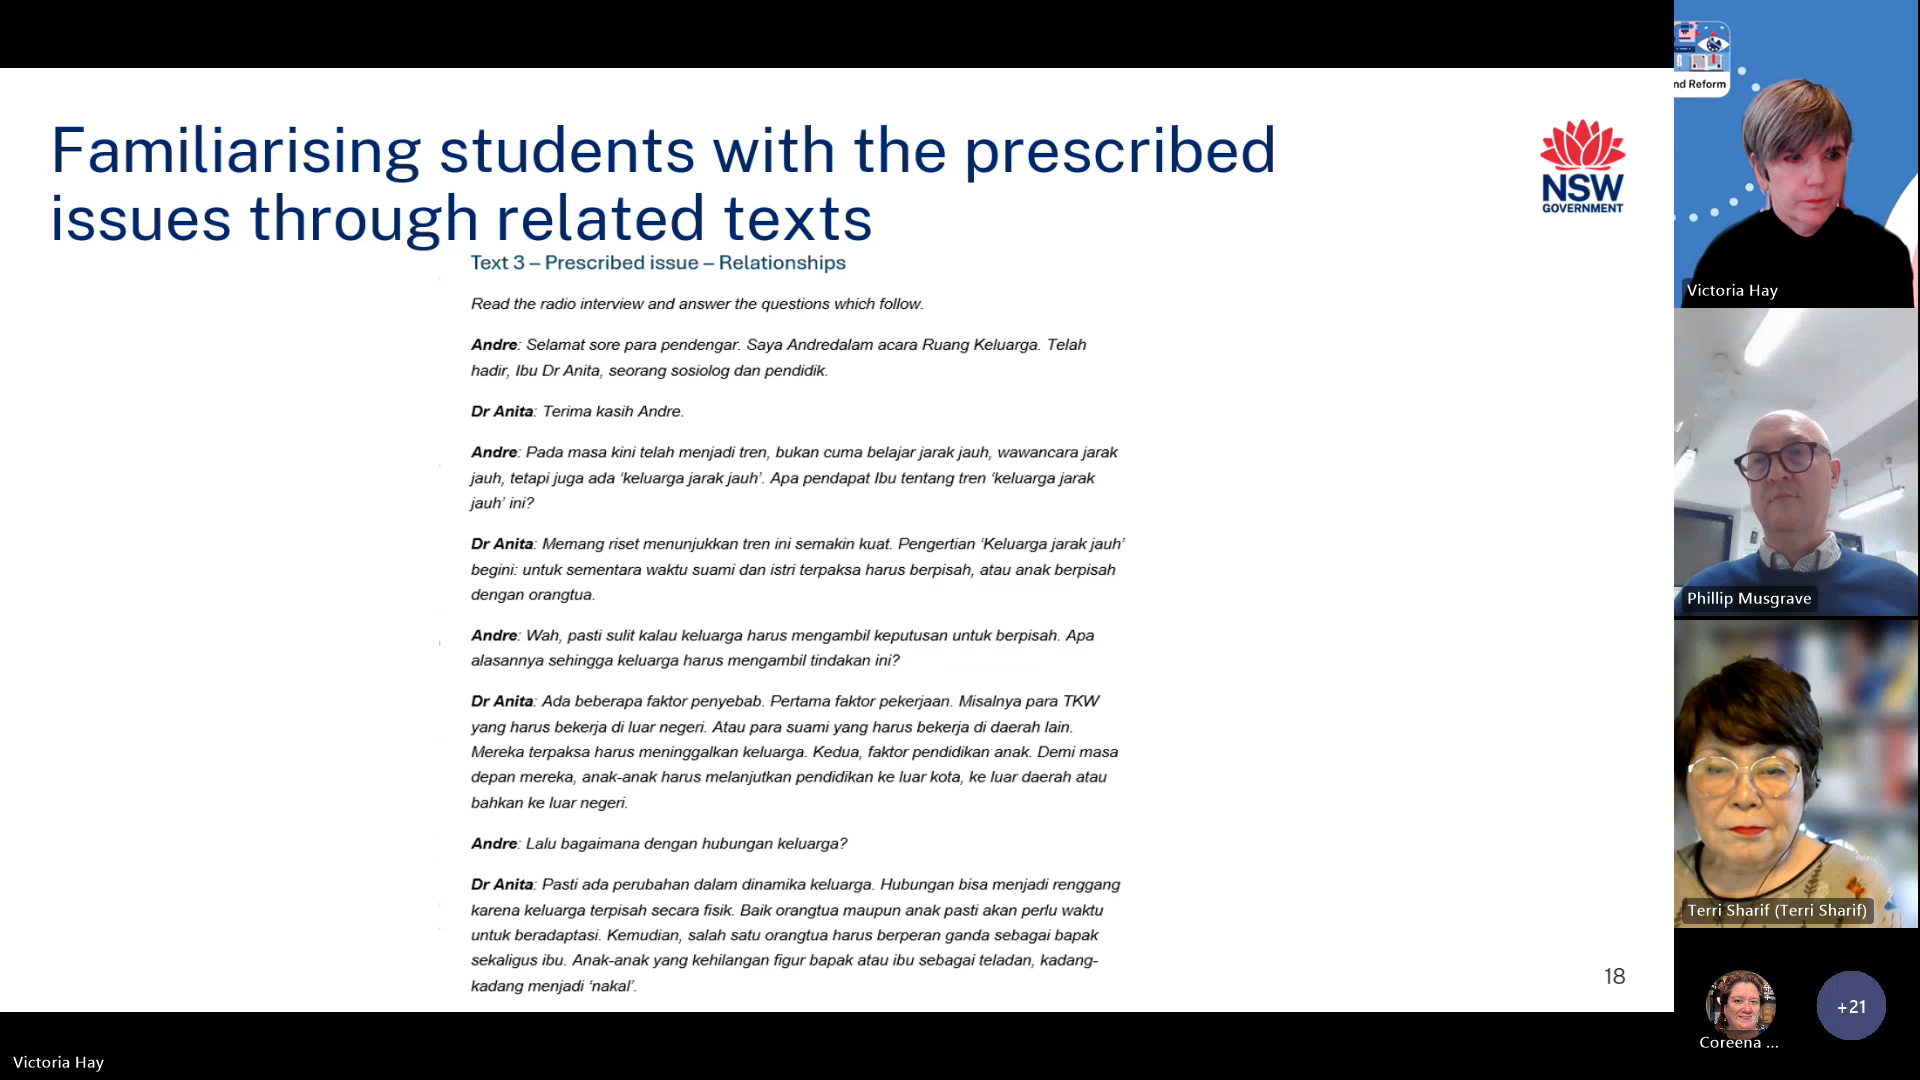 Familiarising students with the prescribed
issues through related texts
NSW
GOVERNMENT
Text 3 – Prescribed issue – Relationships
Read the radio interview and answer the questions which follow.
Andre: Selamat sore para pendengar. Saya Andredalam acara Ruang Keluarga. Telah
hadir, Ibu Dr Anita, seorang sosiolog dan pendidik.
Dr Anita: Terima kasih Andre.
Andre: Pada masa kini telah menjadi tren, bukan cuma belajar jarak jauh, wawancara jarak
jauh, tetapi juga ada ‘keluarga jarak jauh’. Apa pendapat Ibu tentang tren ‘keluarga jarak
jauh’ ini?
Dr Anita: Memang riset menunjukkan tren ini semakin kuat. Pengertian ‘Keluarga jarak jauh’
begini: untuk sementara waktu suami dan istri terpaksa harus berpisah, atau anak berpisah
dengan orangtua.
Andre: Wah, pasti sulit kalau keluarga harus mengambil keputusan untuk berpisah. Apa
alasannya sehingga keluarga harus mengambil tindakan ini?
Dr Anita: Ada beberapa faktor penyebab. Pertama faktor pekerjaan. Misalnya para TKW
yang harus bekerja di luar negeri. Atau para suami yang harus bekerja di daerah lain.
Mereka terpaksa harus meninggalkan keluarga. Kedua, faktor pendidikan anak. Demi masa
depan mereka, anak-anak harus melanjutkan pendidikan ke luar kota, ke luar daerah atau
bahkan ke luar negeri.
Andre: Lalu bagaimana dengan hubungan keluarga?
Dr Anita: Pasti ada perubahan dalam dinamika keluarga. Hubungan bisa menjadi renggang
karena keluarga terpisah secara fisik. Baik orangtua maupun anak pasti akan perlu waktu
untuk beradaptasi. Kemudian, salah satu orangtua harus berperan ganda sebagai bapak
sekaligus ibu. Anak-anak yang kehilangan figur bapak atau ibu sebagai teladan, kadang-
kadang menjadi ‘nakal’.
18
nd Reform
Victoria Hay
Phillip Musgrave
Terri Sharif (Terri Sharif)
Coreena ...
+21
Victoria Hay